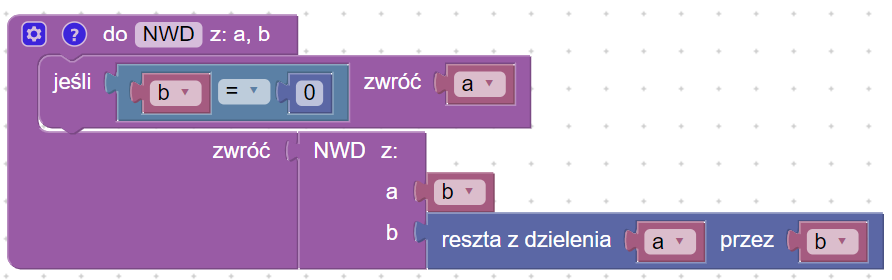 ? do NWD z: a, b
jeśli b = 0 zwróć a
zwróć NWD z:
a b
b reszta z dzielenia a przez b